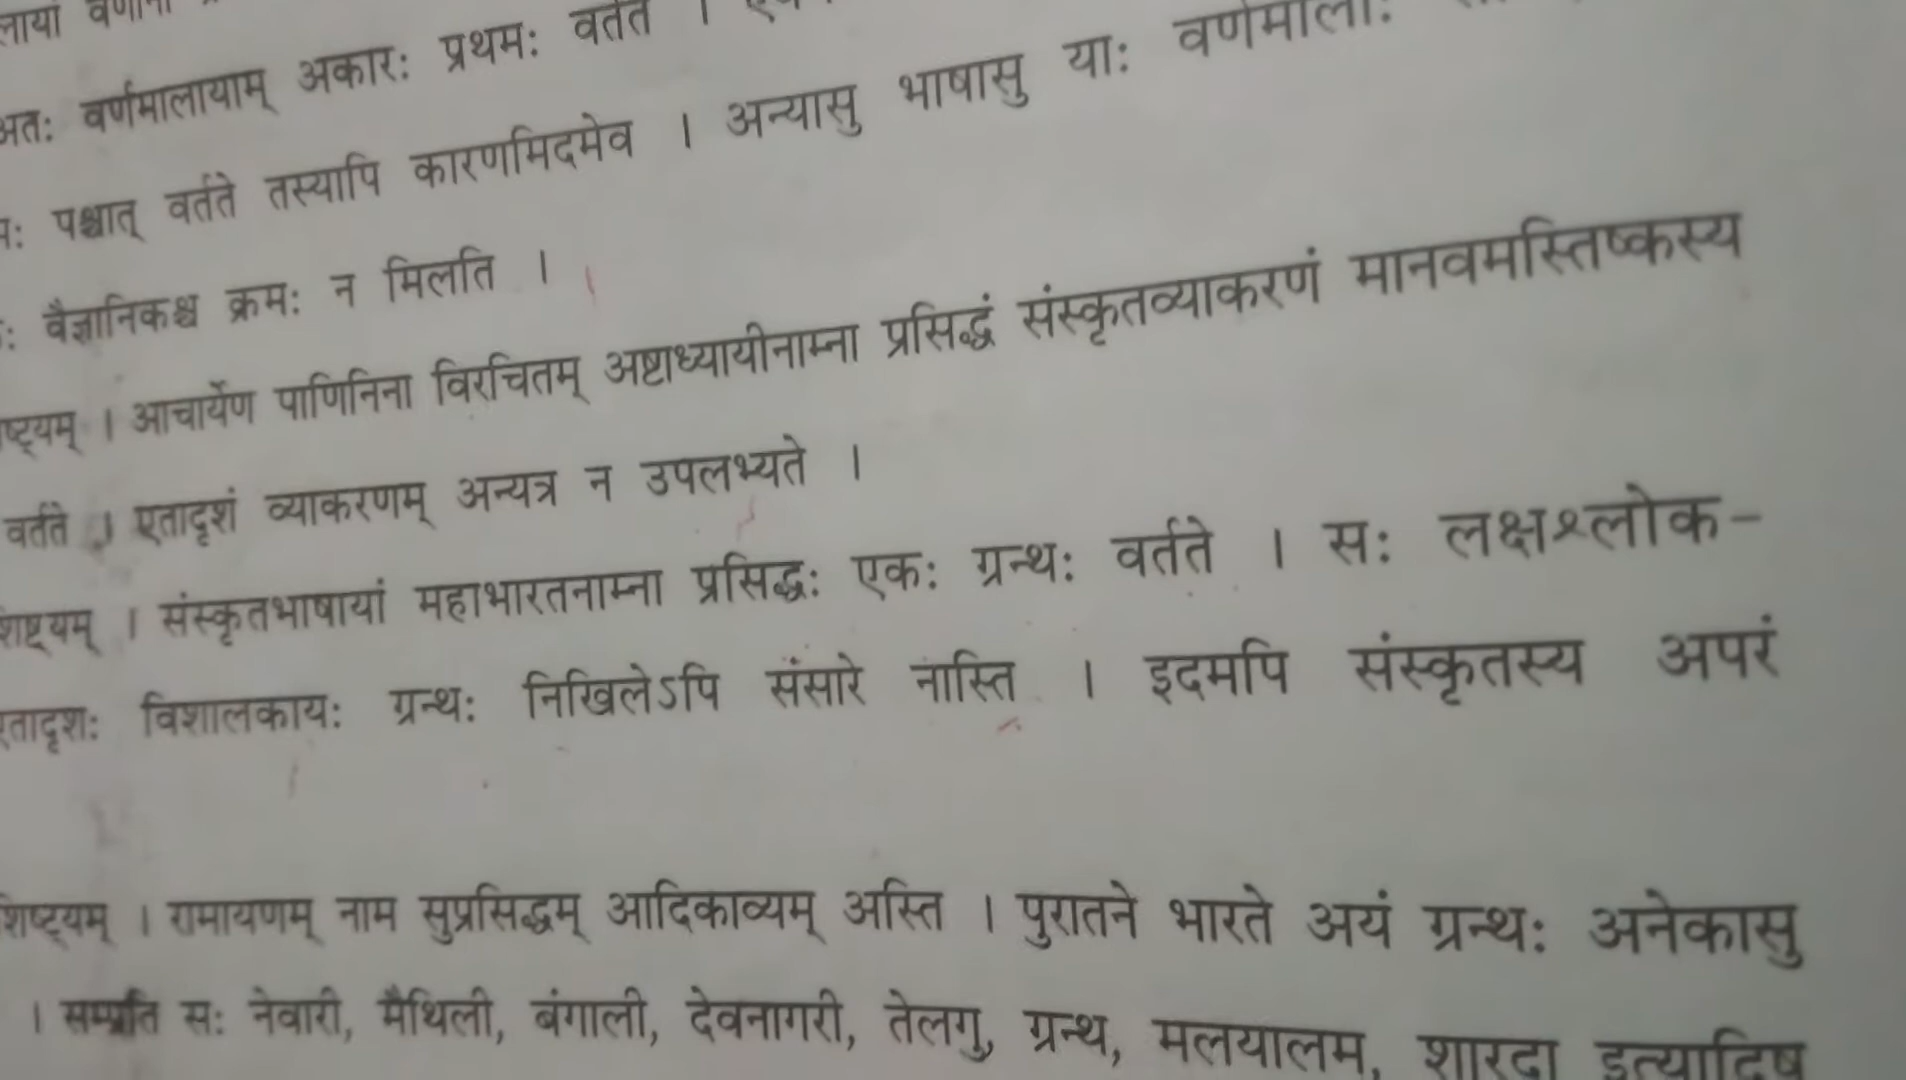 वर्णमालायाम् अकारः प्रथमः वर्तते ।
पश्चात् वर्तते तस्यापि कारणमिदमेव । अन्यासु भाषासु याः वर्णमालाः
वैज्ञानिकश्च क्रमः न मिलति ।
। आचार्येण पाणिनिना विरचितम् अष्टाध्यायीनाम्ना प्रसिद्धं संस्कृतव्याकरणं मानवमस्तिष्कस्य
वर्तते । एतादृशं व्याकरणम् अन्यत्र न उपलभ्यते ।
। संस्कृतभाषायां महाभारतनाम्ना प्रसिद्धः एकः ग्रन्थः वर्तते । सः लक्षश्लोक-
विशालकायः ग्रन्थः निखिलेऽपि संसारे नास्ति । इदमपि संस्कृतस्य अपरं
। रामायणम् नाम सुप्रसिद्धम् आदिकाव्यम् अस्ति । पुरातने भारते अयं ग्रन्थः अनेकासु
। सम्प्रति सः नेवारी, मैथिली, बंगाली, देवनागरी, तेलगु, ग्रन्थ, मलयालम, शारदा